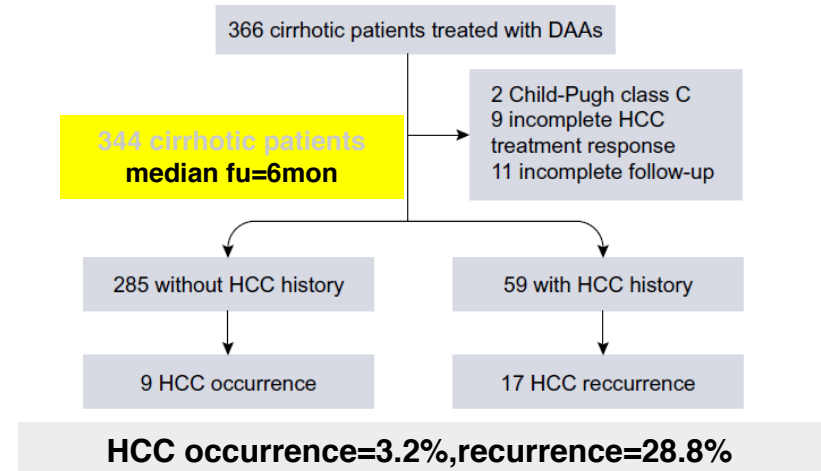 366 cirrhotic patients treated with DAAs
2 Child-Pugh class C
9 incomplete HCC
treatment response
11 incomplete follow-up
344 cirrhotic patients
median fu=6mon
285 without HCC history
59 with HCC history
9 HCC occurrence
17 HCC reccurrence
HCC occurrence=3.2%,recurrence=28.8%